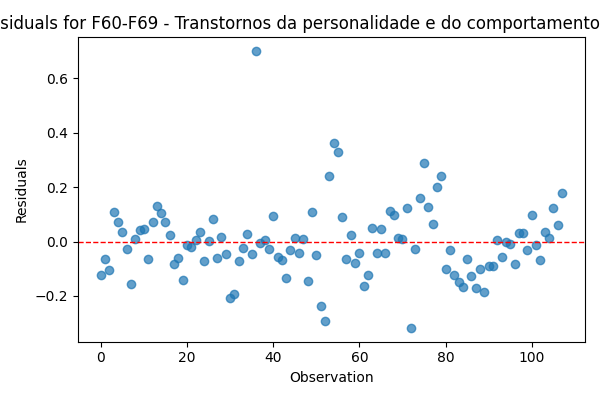 siduals for F60-F69 - Transtornos da personalidade e do comportamento
0.6
0.4
0.2
0.0
−0.2
Residuals
0 20 40 60 80 100
Observation